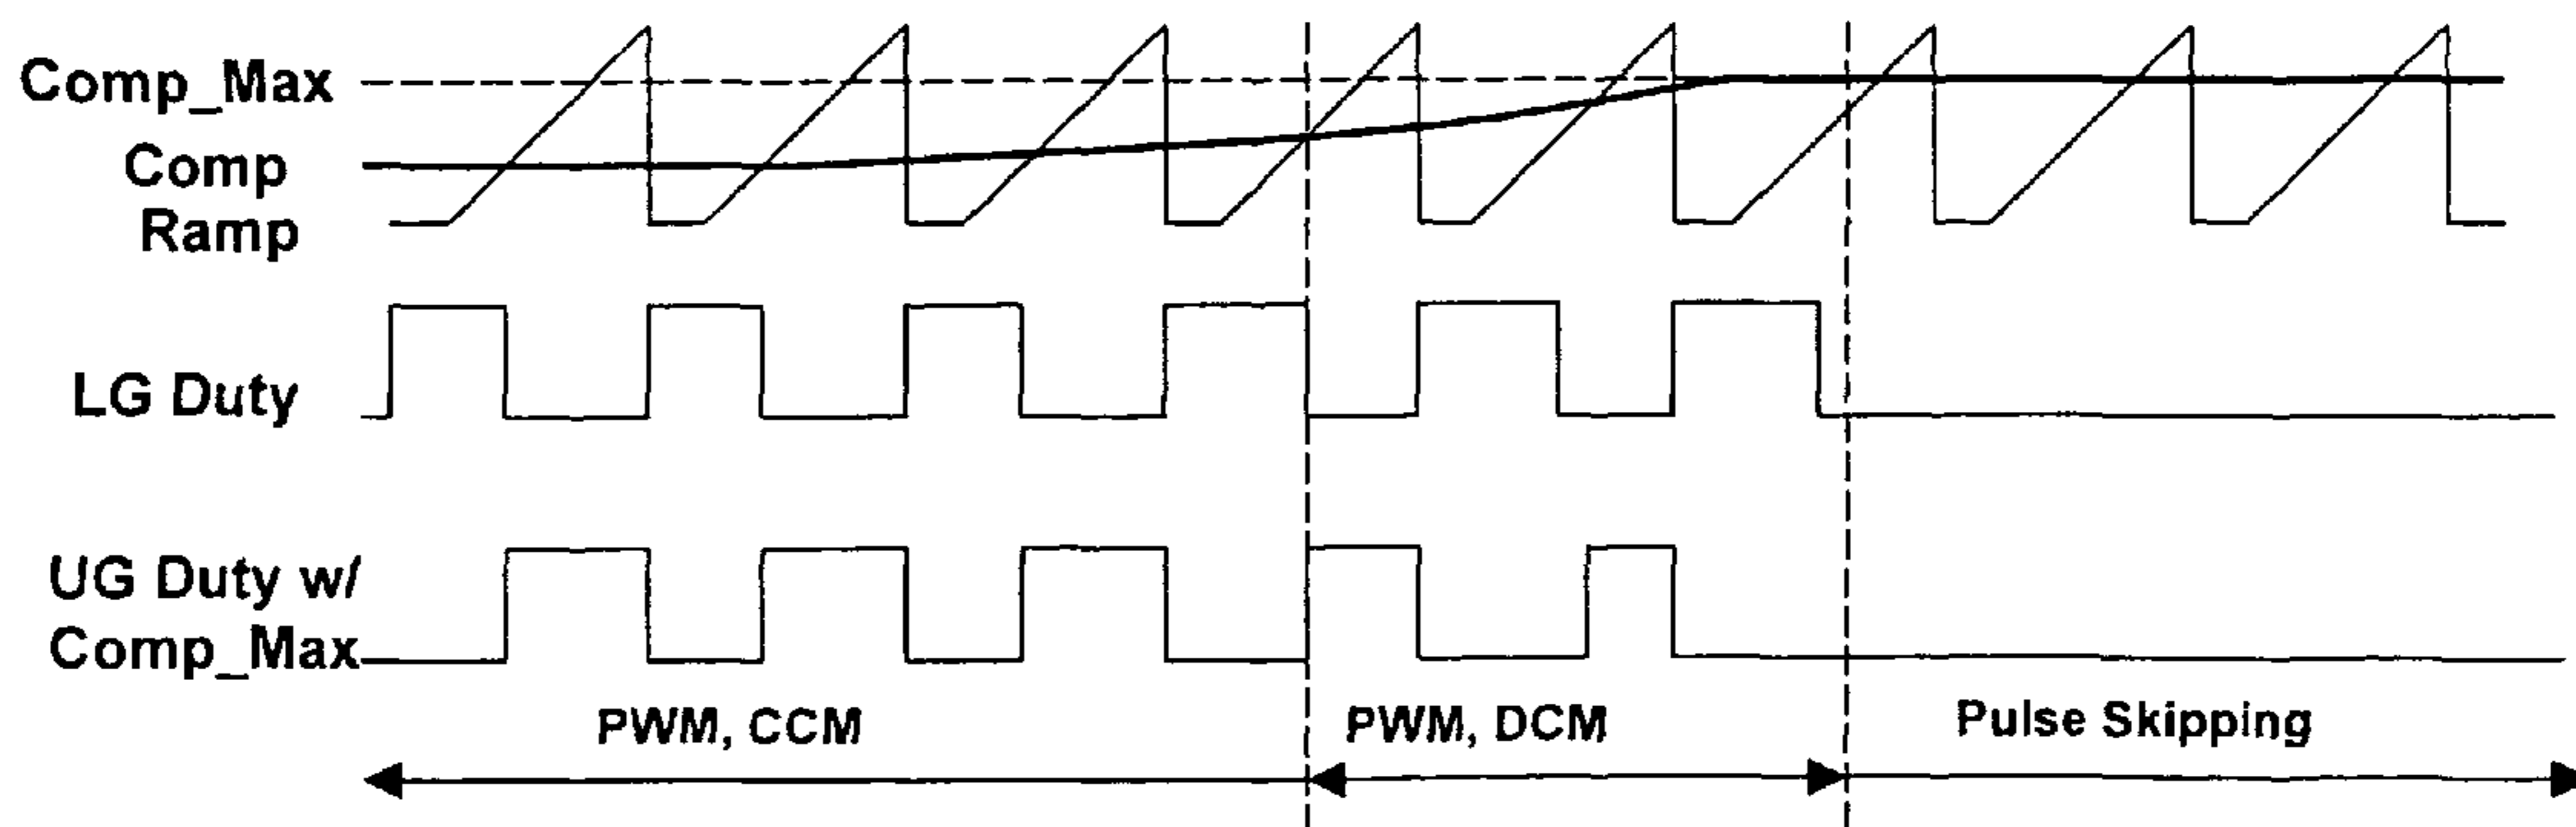 Comp_Max
Comp
Ramp
LG Duty
UG Duty w/
Comp_Max
PWM, CCM
PWM, DCM
Pulse Skipping